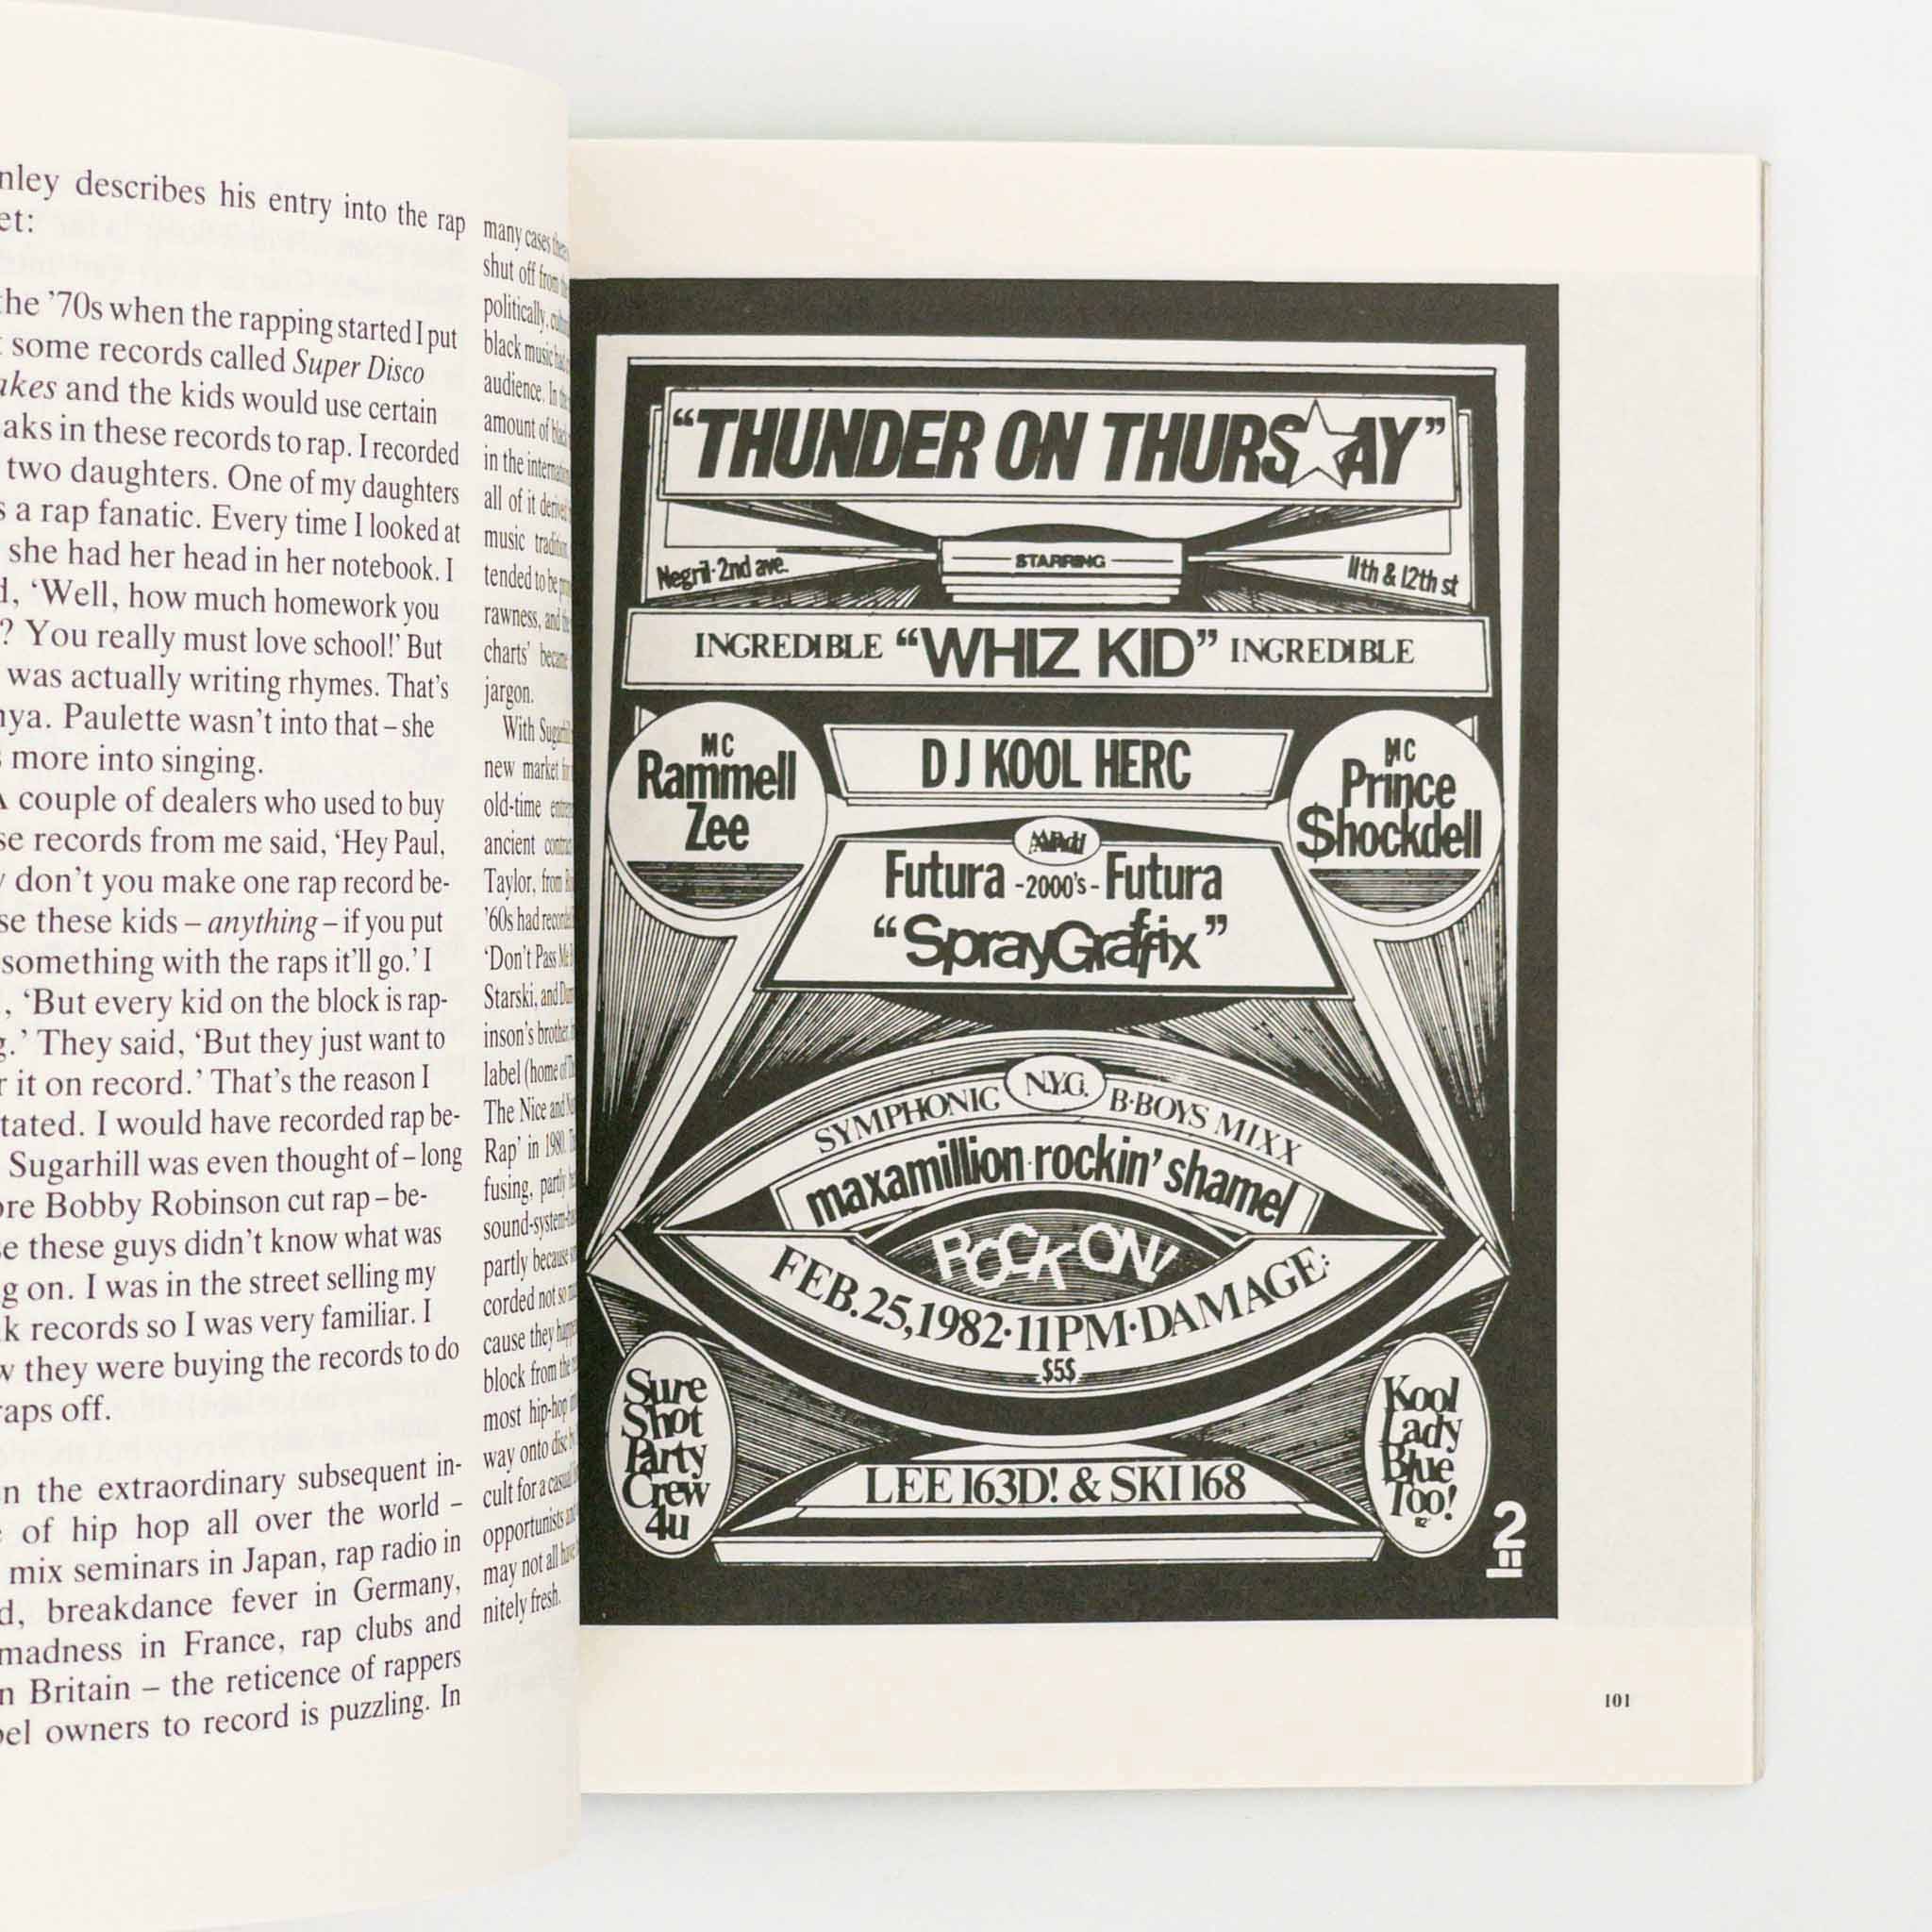 nley describes his entry into the rap
et:
the ’70s when the rapping started I put
some records called Super Disco
akes and the kids would use certain
aks in these records to rap. I recorded
two daughters. One of my daughters
s a rap fanatic. Every time I looked at
she had her head in her notebook. I
d, ‘Well, how much homework you
? You really must love school!’ But
was actually writing rhymes. That’s
nya. Paulette wasn’t into that – she
s more into singing.
A couple of dealers who used to buy
se records from me said, ‘Hey Paul,
y don’t you make one rap record be-
se these kids – anything – if you put
something with the raps it’ll go.’ I
, ‘But every kid on the block is rap-
g.’ They said, ‘But they just want to
r it on record.’ That’s the reason I
tated. I would have recorded rap be-
Sugarhill was even thought of – long
ore Bobby Robinson cut rap – be-
se these guys didn’t know what was
g on. I was in the street selling my
k records so I was very familiar. I
w they were buying the records to do
raps off.
n the extraordinary subsequent in-
e of hip hop all over the world –
mix seminars in Japan, rap radio in
d, breakdance fever in Germany,
madness in France, rap clubs and
n Britain – the reticence of rappers
bel owners to record is puzzling. In
many cases
shut off from
politically,
black music
audience. In
amount of
in the
all of it
music
tended to be
rawness, and
charts’ became
jargon.
With
new market
old-time
ancient
Taylor, from
’60s had
‘Don’t Pass
Starski, and
inson’s brother,
label (home of
The Nice and
Rap’ in 1980.
fusing, partly
sound-system-
partly because
corded not so
cause they
block from the
most hip-hop
way onto disc
cult for a casual
opportunists
may not all have
nitely fresh.
“THUNDER ON THURS☆AY”
Negril·2nd ave.
STARRING
11th & 12th st
INCREDIBLE “WHIZ KID” INCREDIBLE
MC
Rammell
Zee
DJ KOOL HERC
MC
Prince
$hockdell
AND
Futura -2000's- Futura
“SprayGraffix”
SYMPHONIC N.Y.C. B·BOYS MIXX
maxamillion·rockin’ shamel
ROCK ON!
FEB.25,1982·11PM·DAMAGE:
$5$
Sure
Shot
Party
Crew
4u
LEE 163D! & SKI 168
Kool
Lady
Blue
Too!
82'
2
101